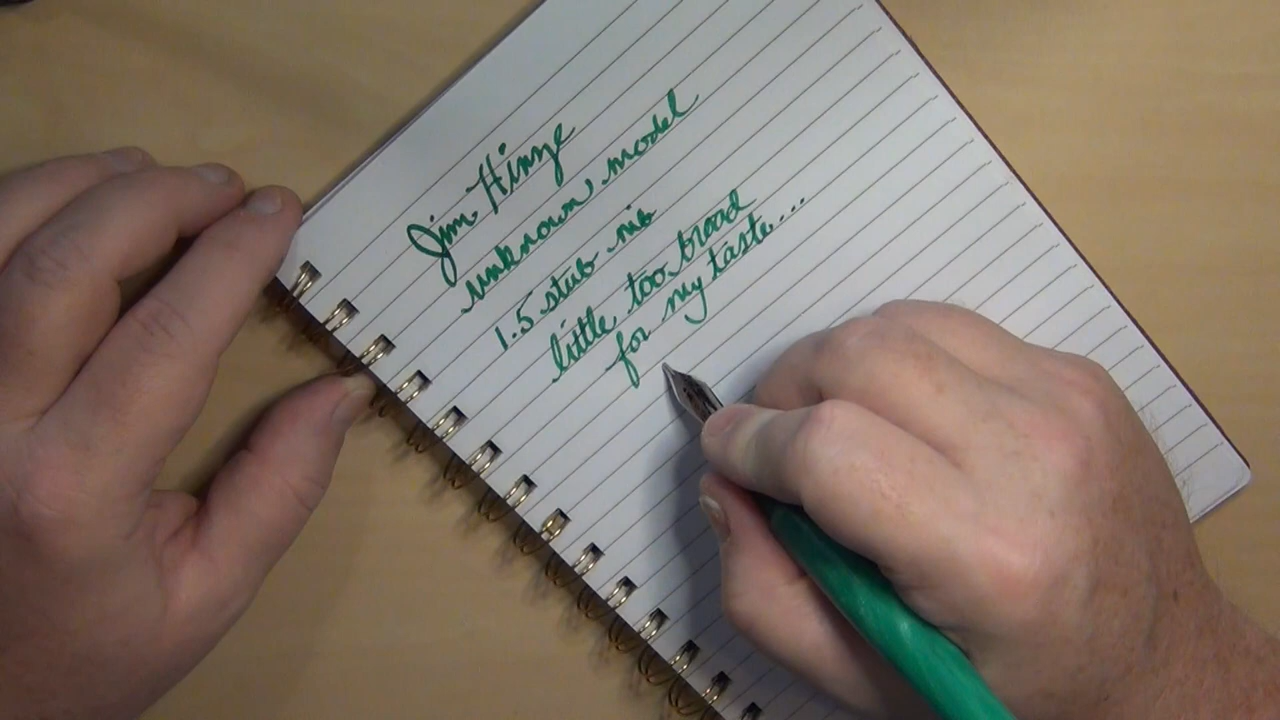 Jim Hinze
unknown model
1.5 stub nib
little too broad
for my taste...